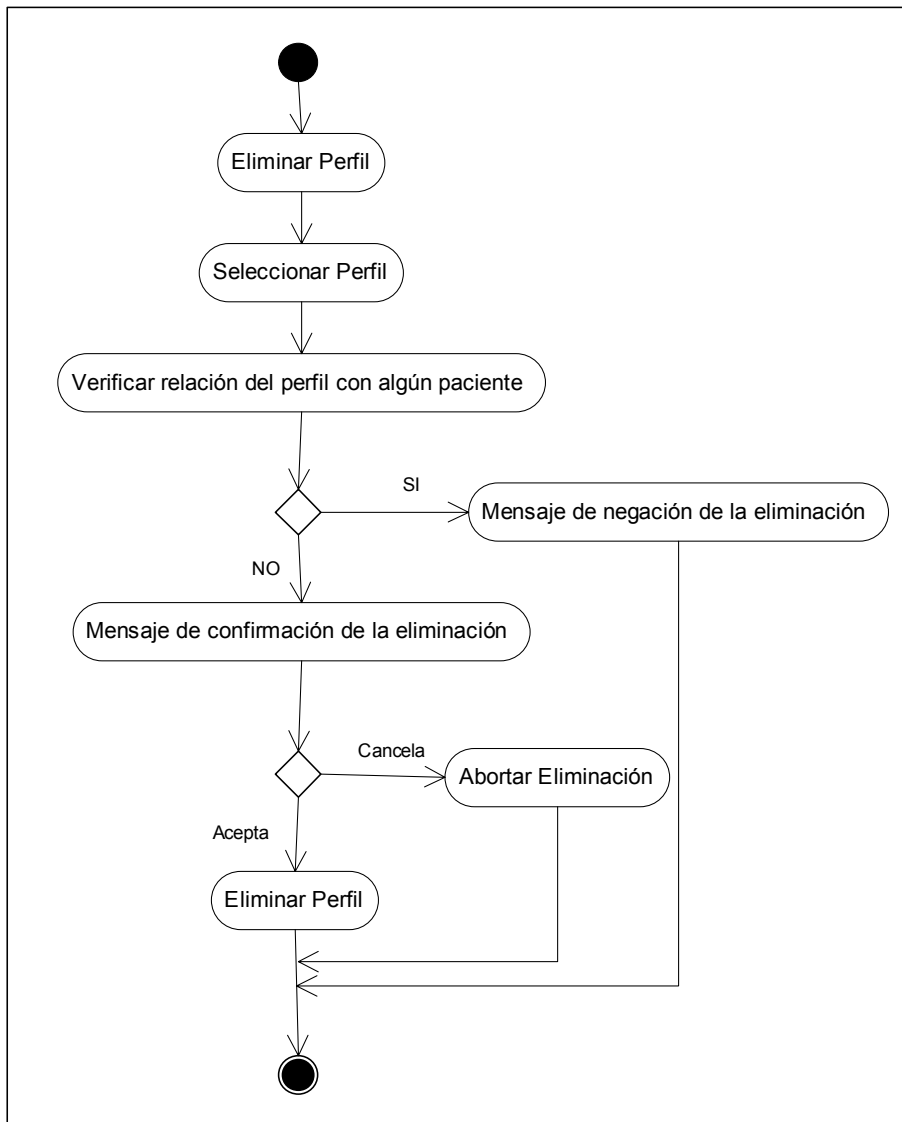 Eliminar Perfil
Seleccionar Perfil
Verificar relación del perfil con algún paciente
SI
Mensaje de negación de la eliminación
NO
Mensaje de confirmación de la eliminación
Cancela
Abortar Eliminación
Acepta
Eliminar Perfil